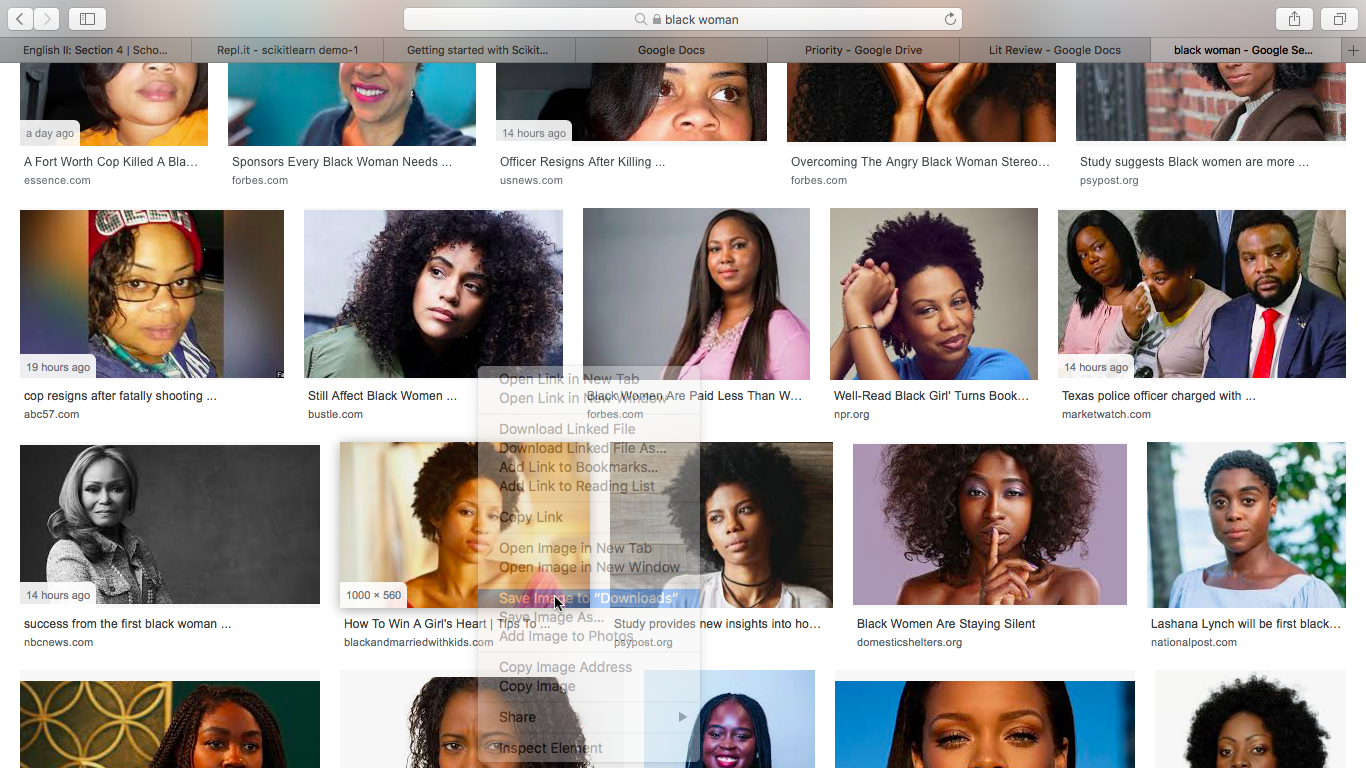 black woman
English II: Section 4 | Scho...
Repl.it - scikitlearn demo-1
Getting started with Scikit...
Google Docs
Priority - Google Drive
Lit Review - Google Docs
black woman - Google Se...
a day ago
14 hours ago
A Fort Worth Cop Killed A Bla...
essence.com
Sponsors Every Black Woman Needs ...
forbes.com
Officer Resigns After Killing ...
usnews.com
Overcoming The Angry Black Woman Stereo...
forbes.com
Study suggests Black women are more ...
psypost.org
19 hours ago
14 hours ago
cop resigns after fatally shooting ...
abc57.com
Still Affect Black Women ...
bustle.com
Black Women Are Paid Less Than W...
forbes.com
Well-Read Black Girl' Turns Book...
npr.org
Texas police officer charged with ...
marketwatch.com
Open Link in New Tab
Open Link in New Window
Download Linked File
Download Linked File As...
Add Link to Bookmarks...
Add Link to Reading List
Copy Link
Open Image in New Tab
Open Image in New Window
Save Image to “Downloads”
Save Image As...
Add Image to Photos
Copy Image Address
Copy Image
Share
Inspect Element
14 hours ago
1000 × 560
success from the first black woman ...
nbcnews.com
How To Win A Girl's Heart | Tips To ...
blackandmarriedwithkids.com
Study provides new insights into ho...
psypost.org
Black Women Are Staying Silent
domesticshelters.org
Lashana Lynch will be first black...
nationalpost.com